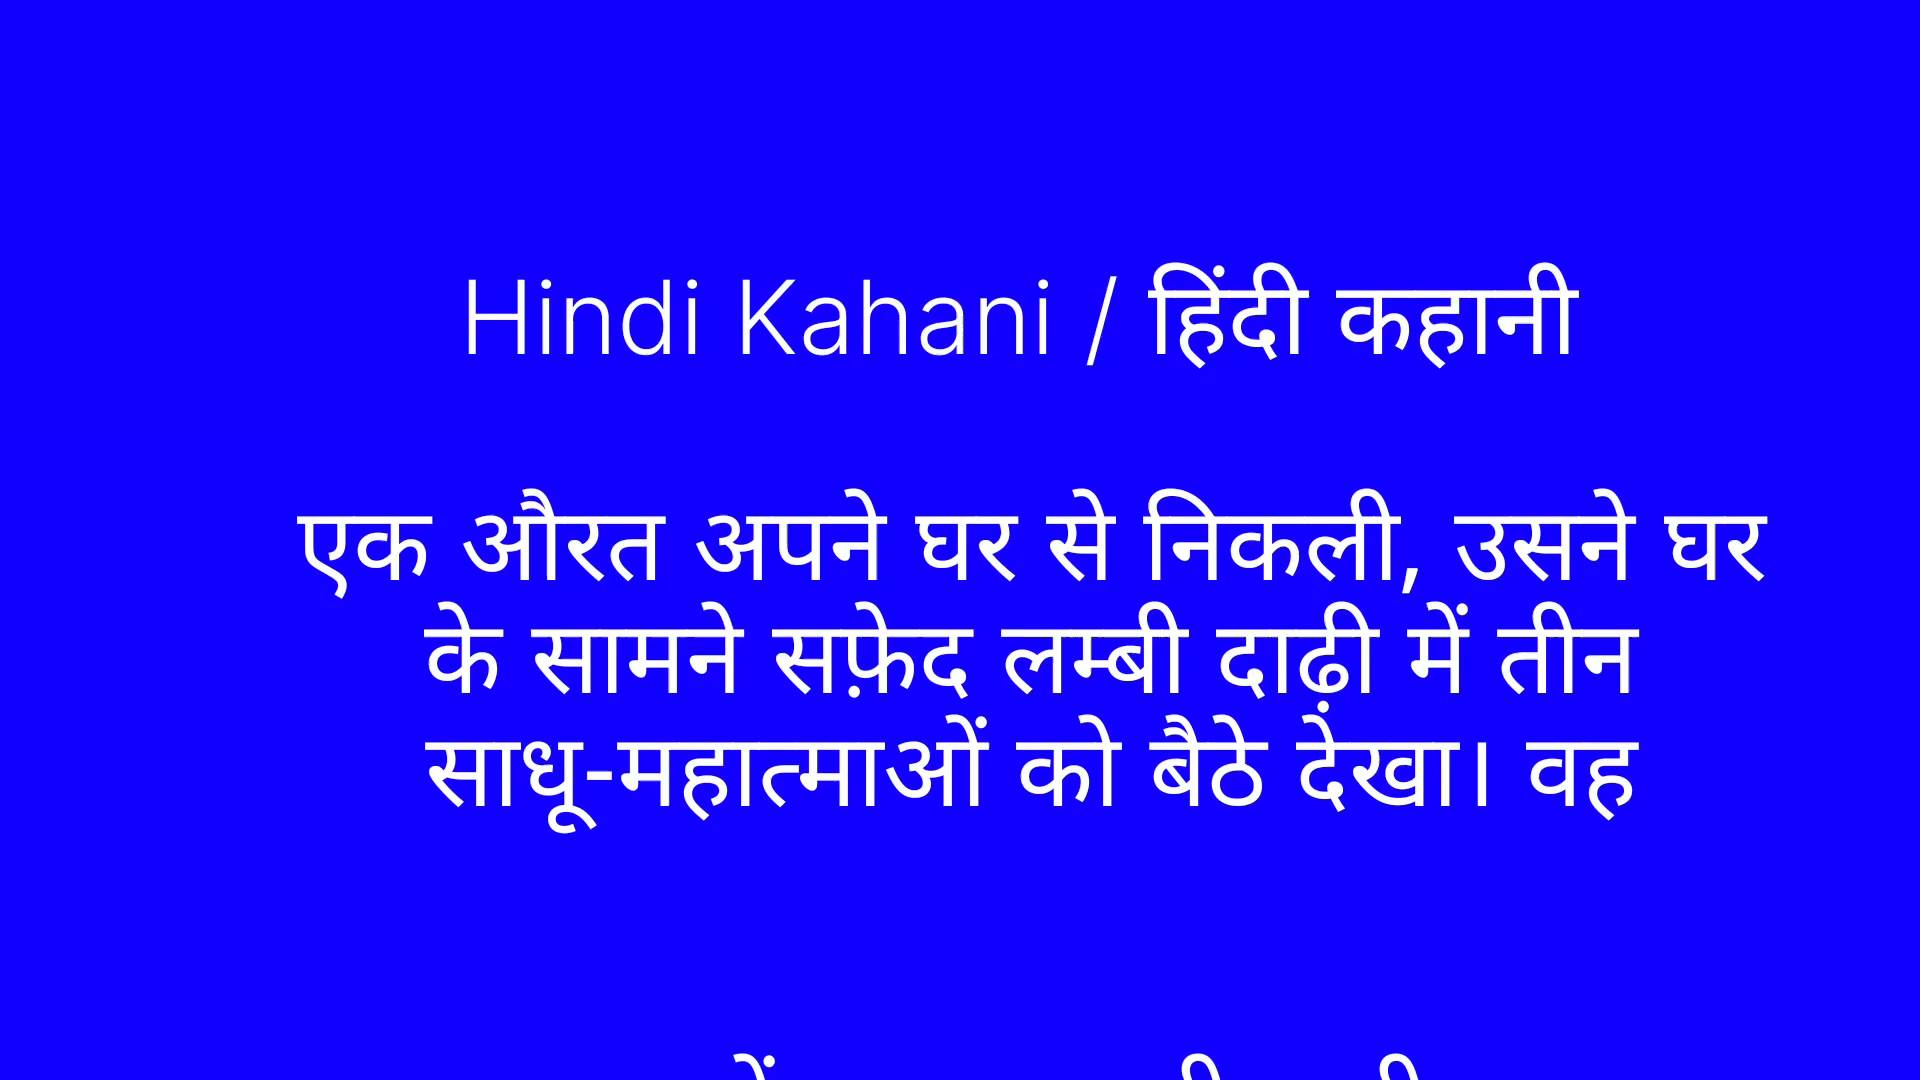 Hindi Kahani / हिंदी कहानी
एक औरत अपने घर से निकली, उसने घर
के सामने सफ़ेद लम्बी दाढ़ी में तीन
साधू-महात्माओं को बैठे देखा। वह